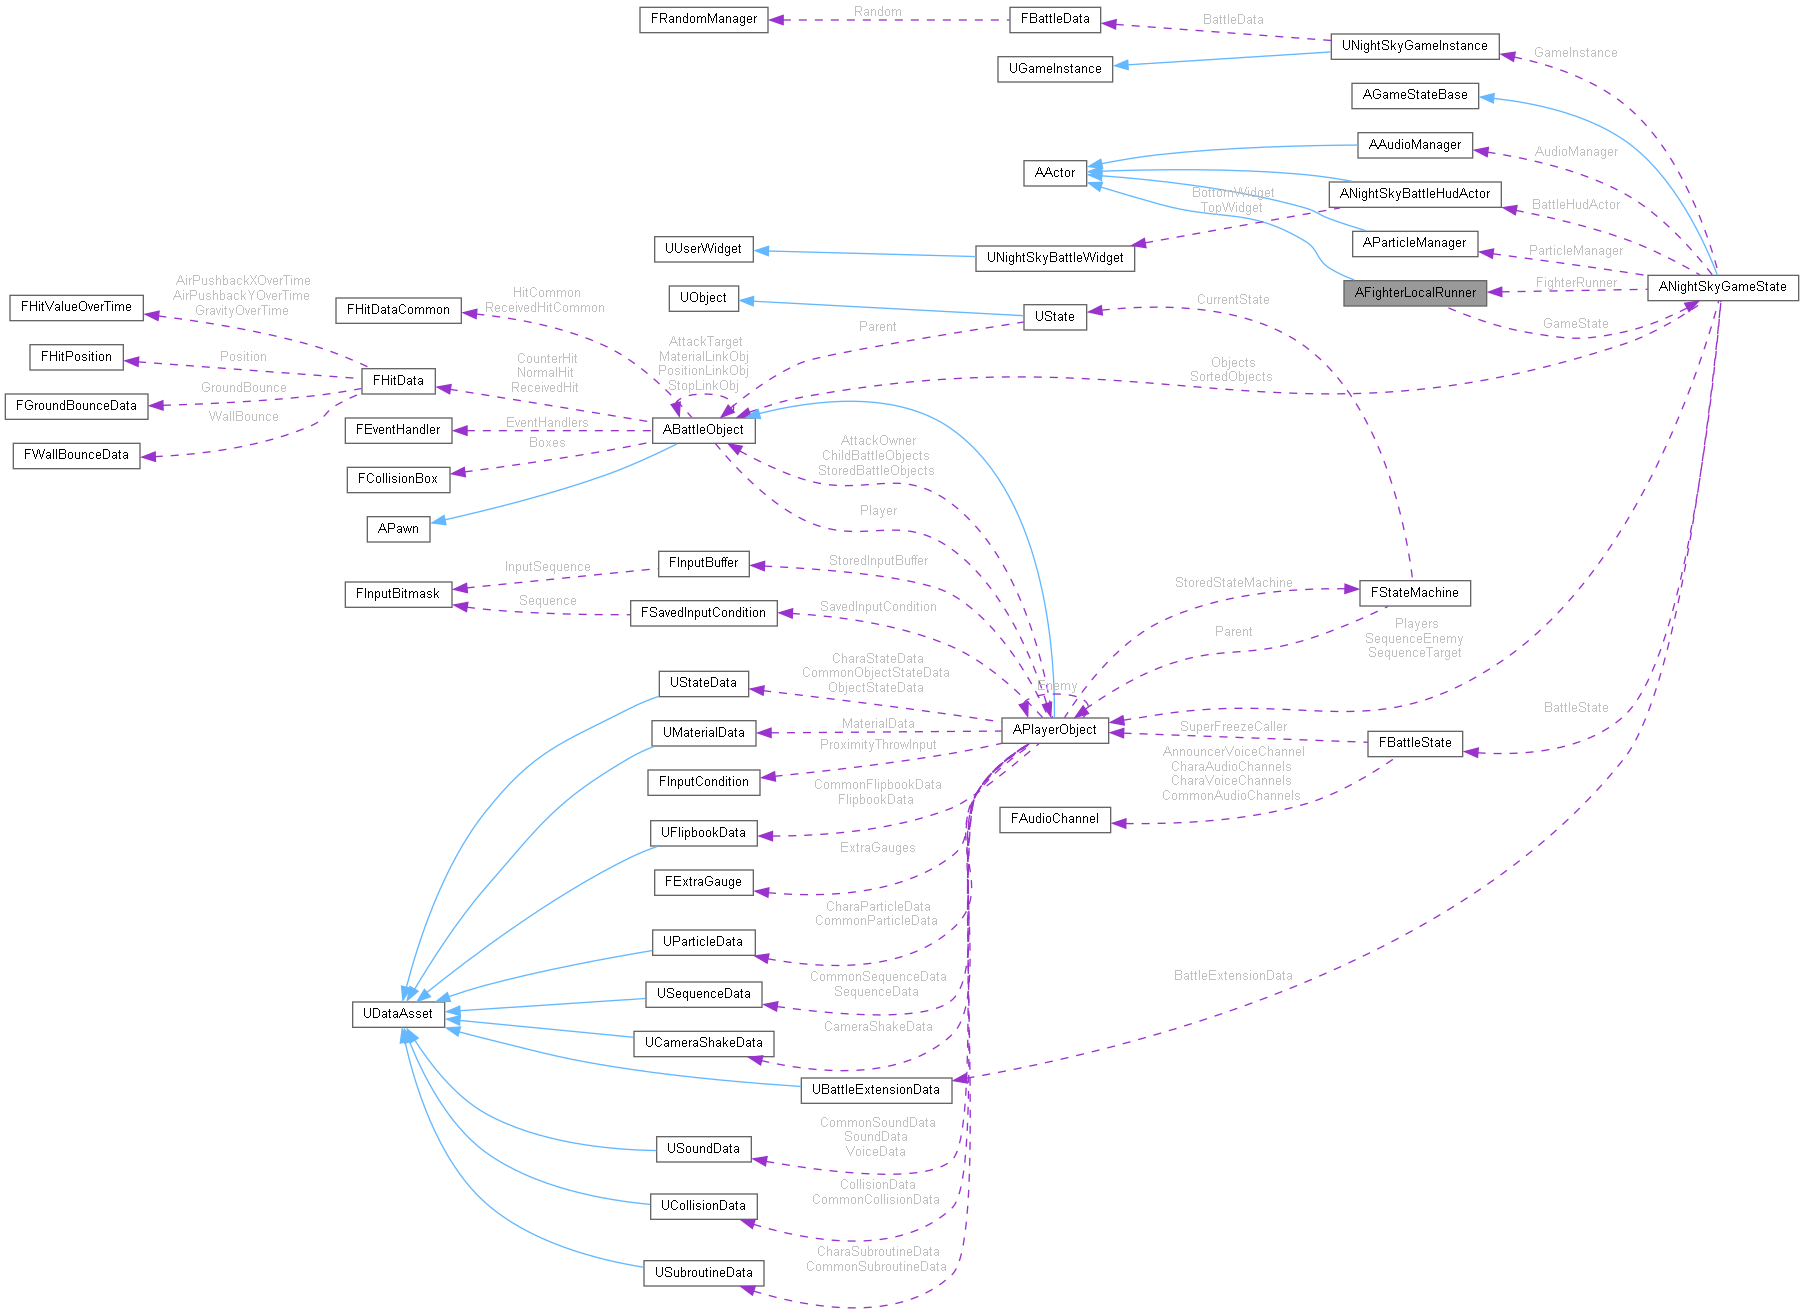 FRandomManager
Random
FBattleData
BattleData
UNightSkyGameInstance
GameInstance
UGameInstance
AGameStateBase
AAudioManager
AudioManager
AActor
ANightSkyBattleHudActor
BattleHudActor
BottomWidget
TopWidget
UUserWidget
UNightSkyBattleWidget
AParticleManager
ParticleManager
AFighterLocalRunner
FighterRunner
ANightSkyGameState
GameState
UObject
UState
CurrentState
Parent
AirPushbackXOverTime
AirPushbackYOverTime
GravityOverTime
FHitValueOverTime
FHitDataCommon
HitCommon
ReceivedHitCommon
FHitPosition
Position
FHitData
CounterHit
NormalHit
ReceivedHit
AttackTarget
MaterialLinkObj
PositionLinkObj
StopLinkObj
Objects
SortedObjects
FGroundBounceData
GroundBounce
WallBounce
FWallBounceData
FEventHandler
EventHandlers
ABattleObject
Boxes
FCollisionBox
APawn
AttackOwner
ChildBattleObjects
StoredBattleObjects
Player
FInputBitmask
InputSequence
FInputBuffer
StoredInputBuffer
Sequence
FSavedInputCondition
SavedInputCondition
StoredStateMachine
FStateMachine
Parent
Players
SequenceEnemy
SequenceTarget
UStateData
CharaStateData
CommonObjectStateData
ObjectStateData
Enemy
APlayerObject
UMaterialData
MaterialData
ProximityThrowInput
FInputCondition
SuperFreezeCaller
FBattleState
BattleState
AnnouncerVoiceChannel
CharaAudioChannels
CharaVoiceChannels
CommonAudioChannels
FAudioChannel
CommonFlipbookData
FlipbookData
UFlipbookData
ExtraGauges
FExtraGauge
CharaParticleData
CommonParticleData
UParticleData
CommonSequenceData
SequenceData
USequenceData
BattleExtensionData
UDataAsset
CameraShakeData
UCameraShakeData
UBattleExtensionData
CommonSoundData
SoundData
VoiceData
USoundData
CollisionData
CommonCollisionData
UCollisionData
CharaSubroutineData
CommonSubroutineData
USubroutineData